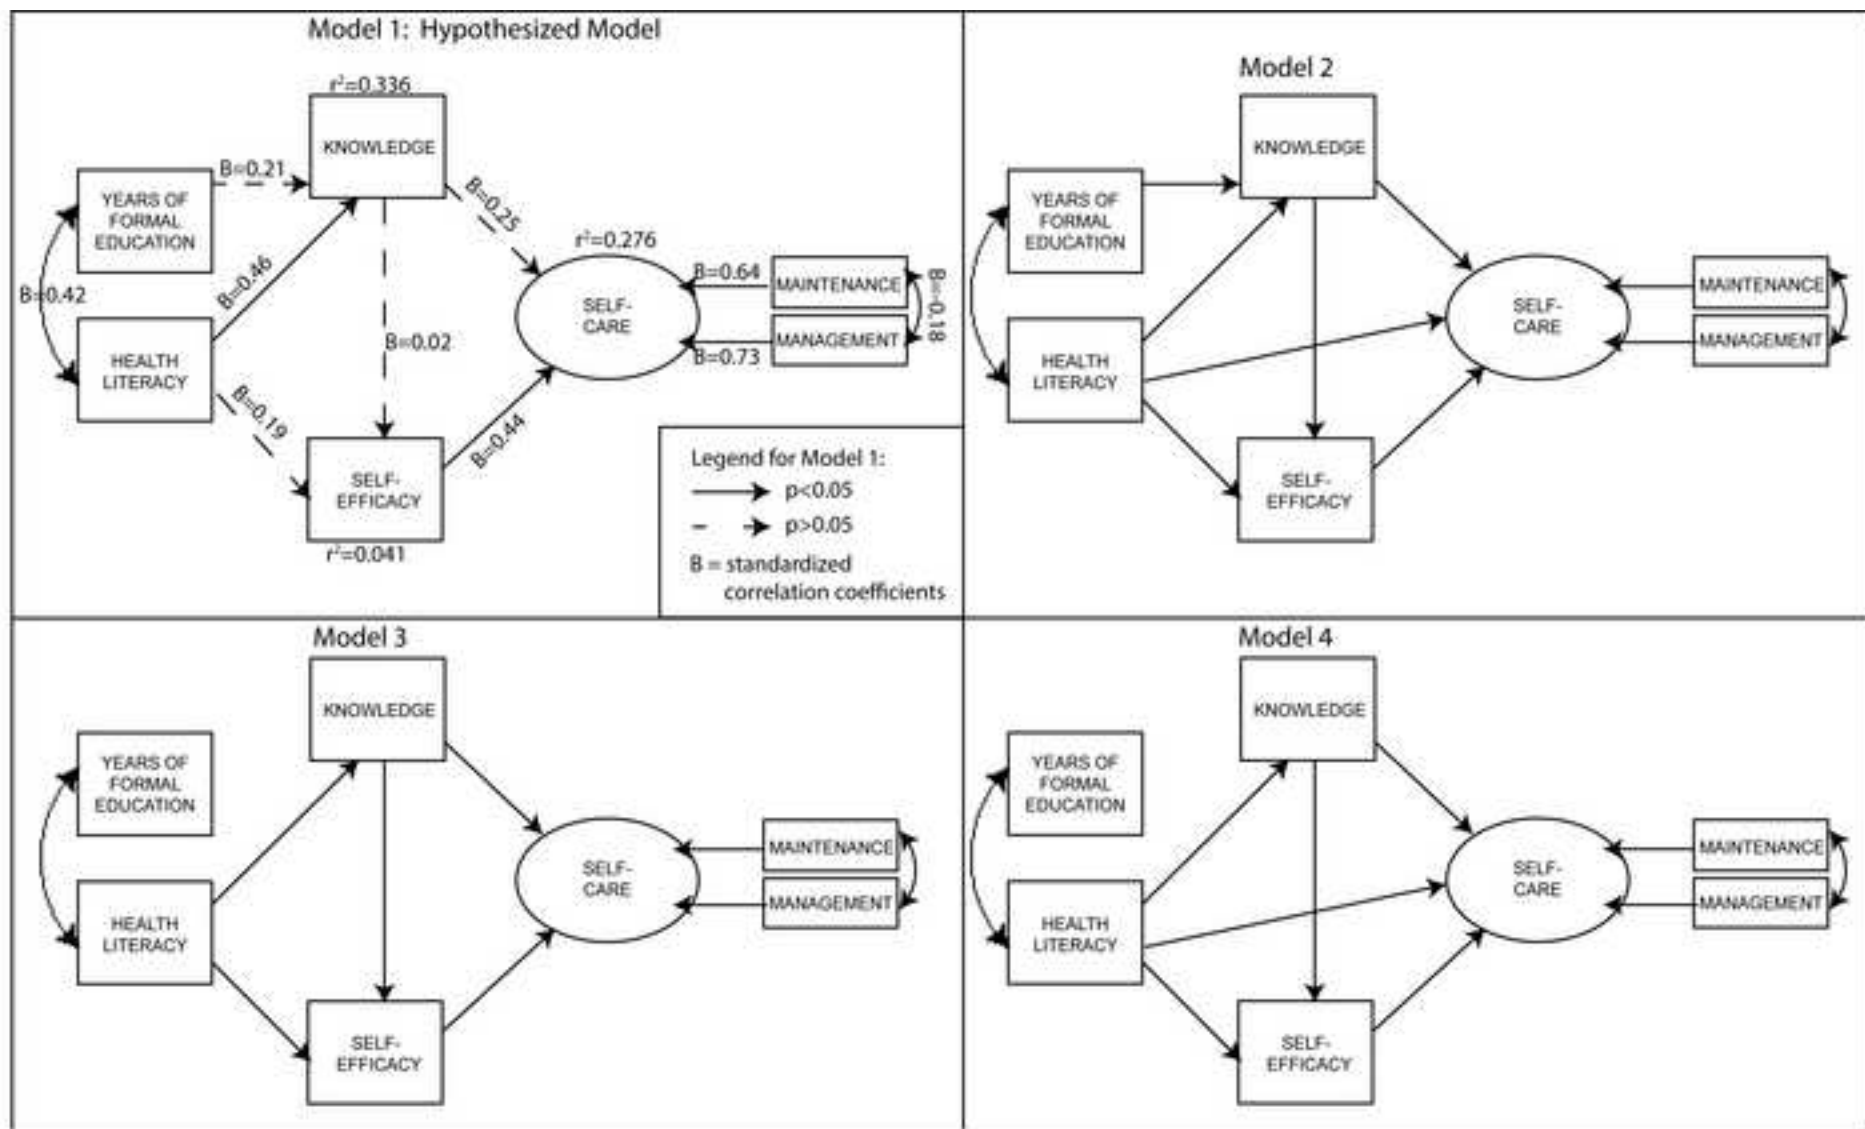 Model 1: Hypothesized Model
r²=0.336
KNOWLEDGE
B=0.21
YEARS OF
FORMAL
EDUCATION
B=0.25
r²=0.276
B=0.42
B=0.46
B=0.64
MAINTENANCE
SELF-
CARE
B=-0.18
MANAGEMENT
B=0.73
B=0.02
HEALTH
LITERACY
B=0.19
B=0.44
SELF-
EFFICACY
r²=0.041
Legend for Model 1:
p<0.05
p>0.05
B = standardized
correlation coefficients
Model 2
KNOWLEDGE
YEARS OF
FORMAL
EDUCATION
MAINTENANCE
SELF-
CARE
MANAGEMENT
HEALTH
LITERACY
SELF-
EFFICACY
Model 3
KNOWLEDGE
YEARS OF
FORMAL
EDUCATION
MAINTENANCE
SELF-
CARE
MANAGEMENT
HEALTH
LITERACY
SELF-
EFFICACY
Model 4
KNOWLEDGE
YEARS OF
FORMAL
EDUCATION
MAINTENANCE
SELF-
CARE
MANAGEMENT
HEALTH
LITERACY
SELF-
EFFICACY